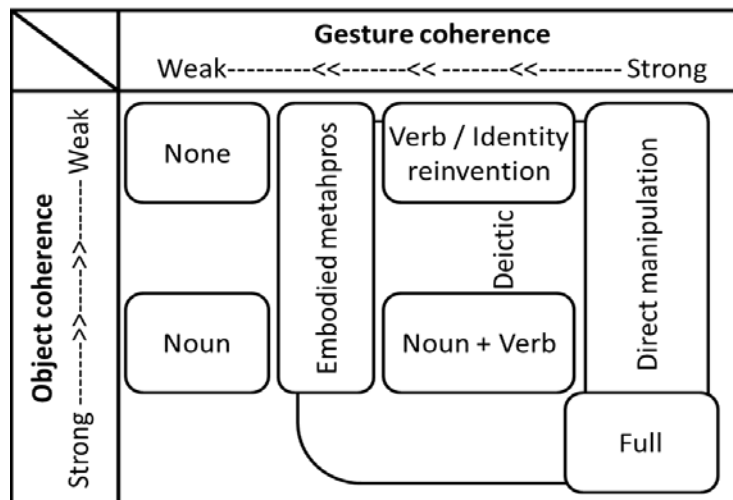 Gesture coherence
Weak--------<<------<< ------<<-------- Strong
Object coherence
Strong ------->>----->>------ Weak
None
Embodied metahpros
Verb / Identity
reinvention
Deictic
Direct manipulation
Noun
Noun + Verb
Full